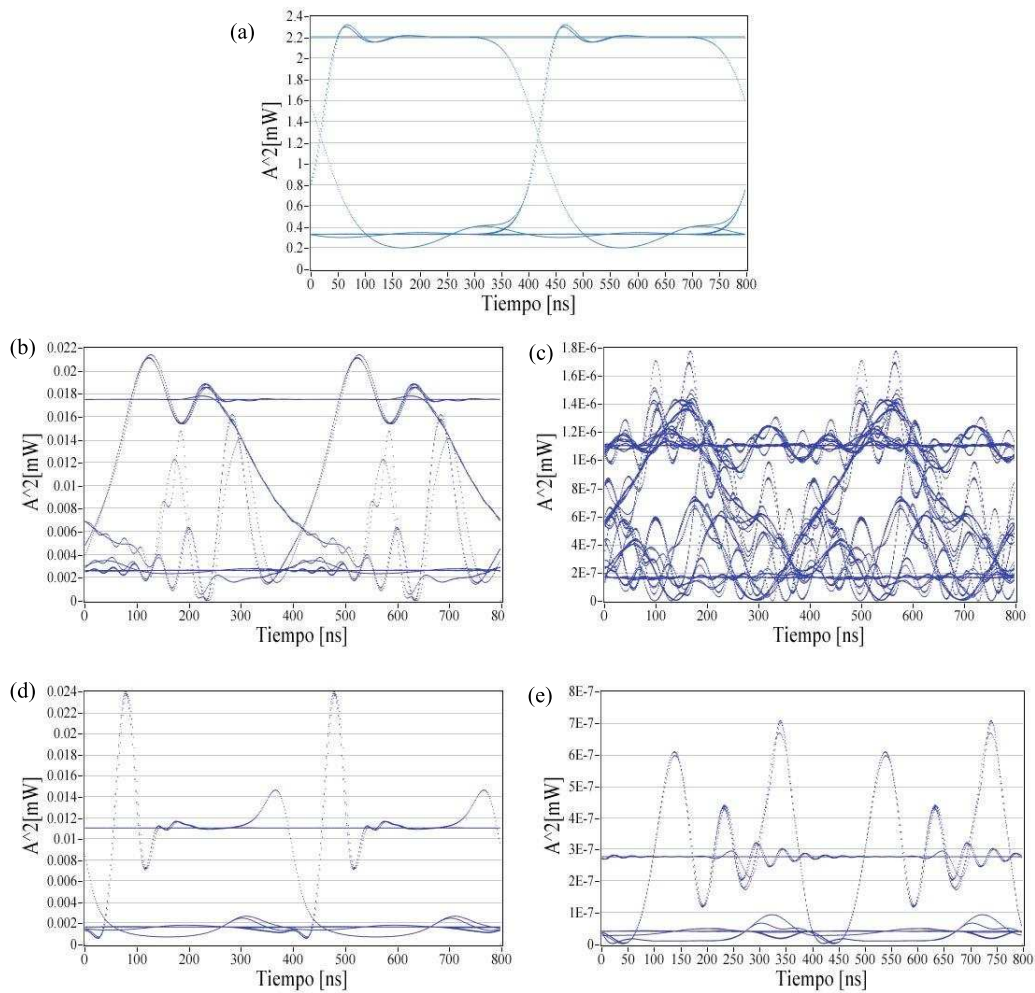 (a)
A^2[mW]
2.4
2.2
2
1.8
1.6
1.4
1.2
1
0.8
0.6
0.4
0.2
0
0 50 100 150 200 250 300 350 400 450 500 550 600 650 700 750 800
Tiempo [ns]
(b)
A^2[mW]
0.022
0.02
0.018
0.016
0.014
0.012
0.01
0.008
0.006
0.004
0.002
0
0 100 200 300 400 500 600 700 800
Tiempo [ns]
(c)
A^2[mW]
1.8E-6
1.6E-6
1.4E-6
1.2E-6
1E-6
8E-7
6E-7
4E-7
2E-7
0
0 100 200 300 400 500 600 700 800
Tiempo [ns]
(d)
A^2[mW]
0.024
0.022
0.02
0.018
0.016
0.014
0.012
0.01
0.008
0.006
0.004
0.002
0
0 100 200 300 400 500 600 700 800
Tiempo [ns]
(e)
A^2[mW]
8E-7
7E-7
6E-7
5E-7
4E-7
3E-7
2E-7
1E-7
0
0 50 100 150 200 250 300 350 400 450 500 550 600 650 700 750 800
Tiempo [ns]